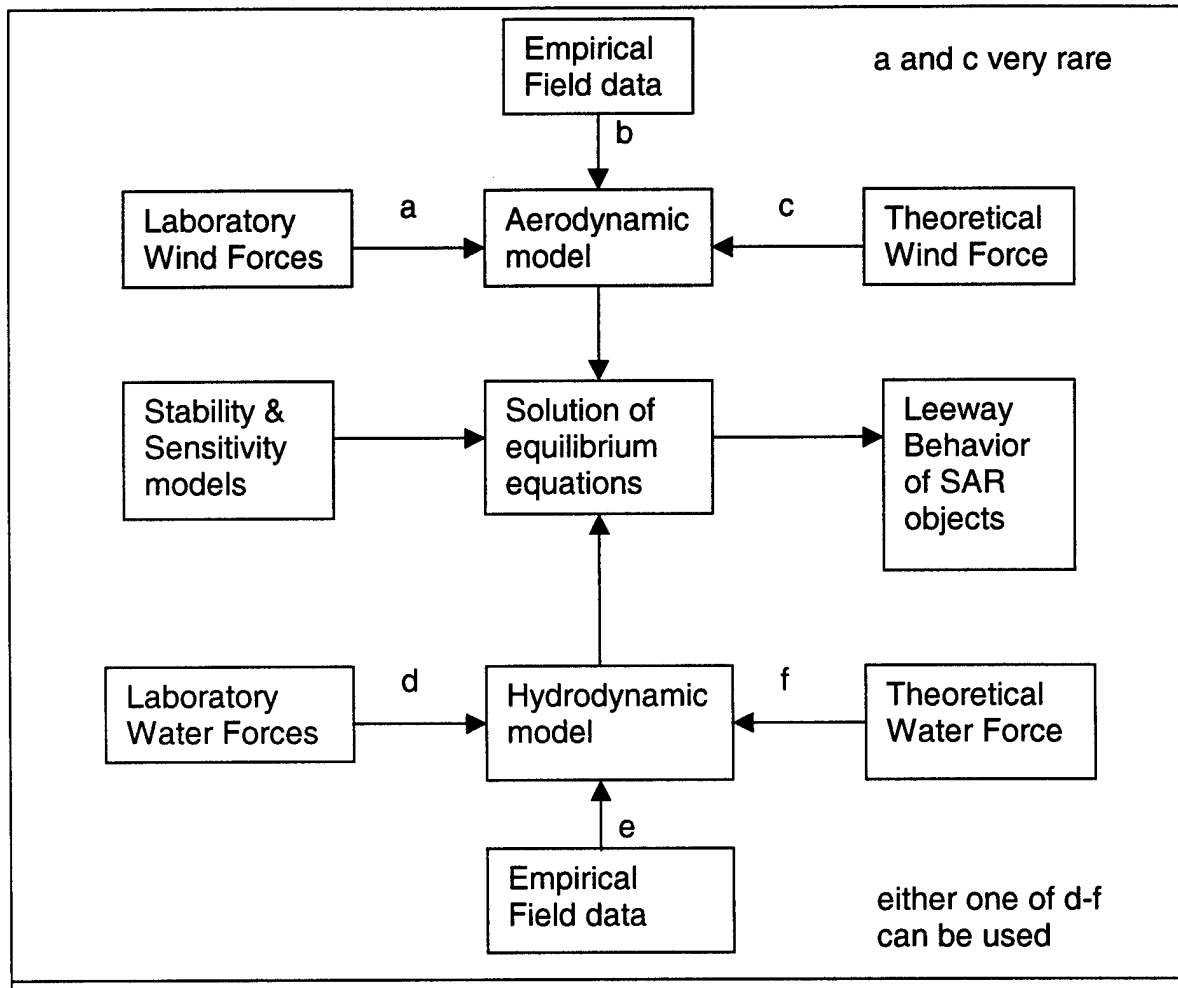 Empirical
Field data
a and c very rare
b
Laboratory
Wind Forces
a
Aerodynamic
model
c
Theoretical
Wind Force
Stability &
Sensitivity
models
Solution of
equilibrium
equations
Leeway
Behavior
of SAR
objects
Laboratory
Water Forces
d
Hydrodynamic
model
f
Theoretical
Water Force
e
Empirical
Field data
either one of d-f
can be used